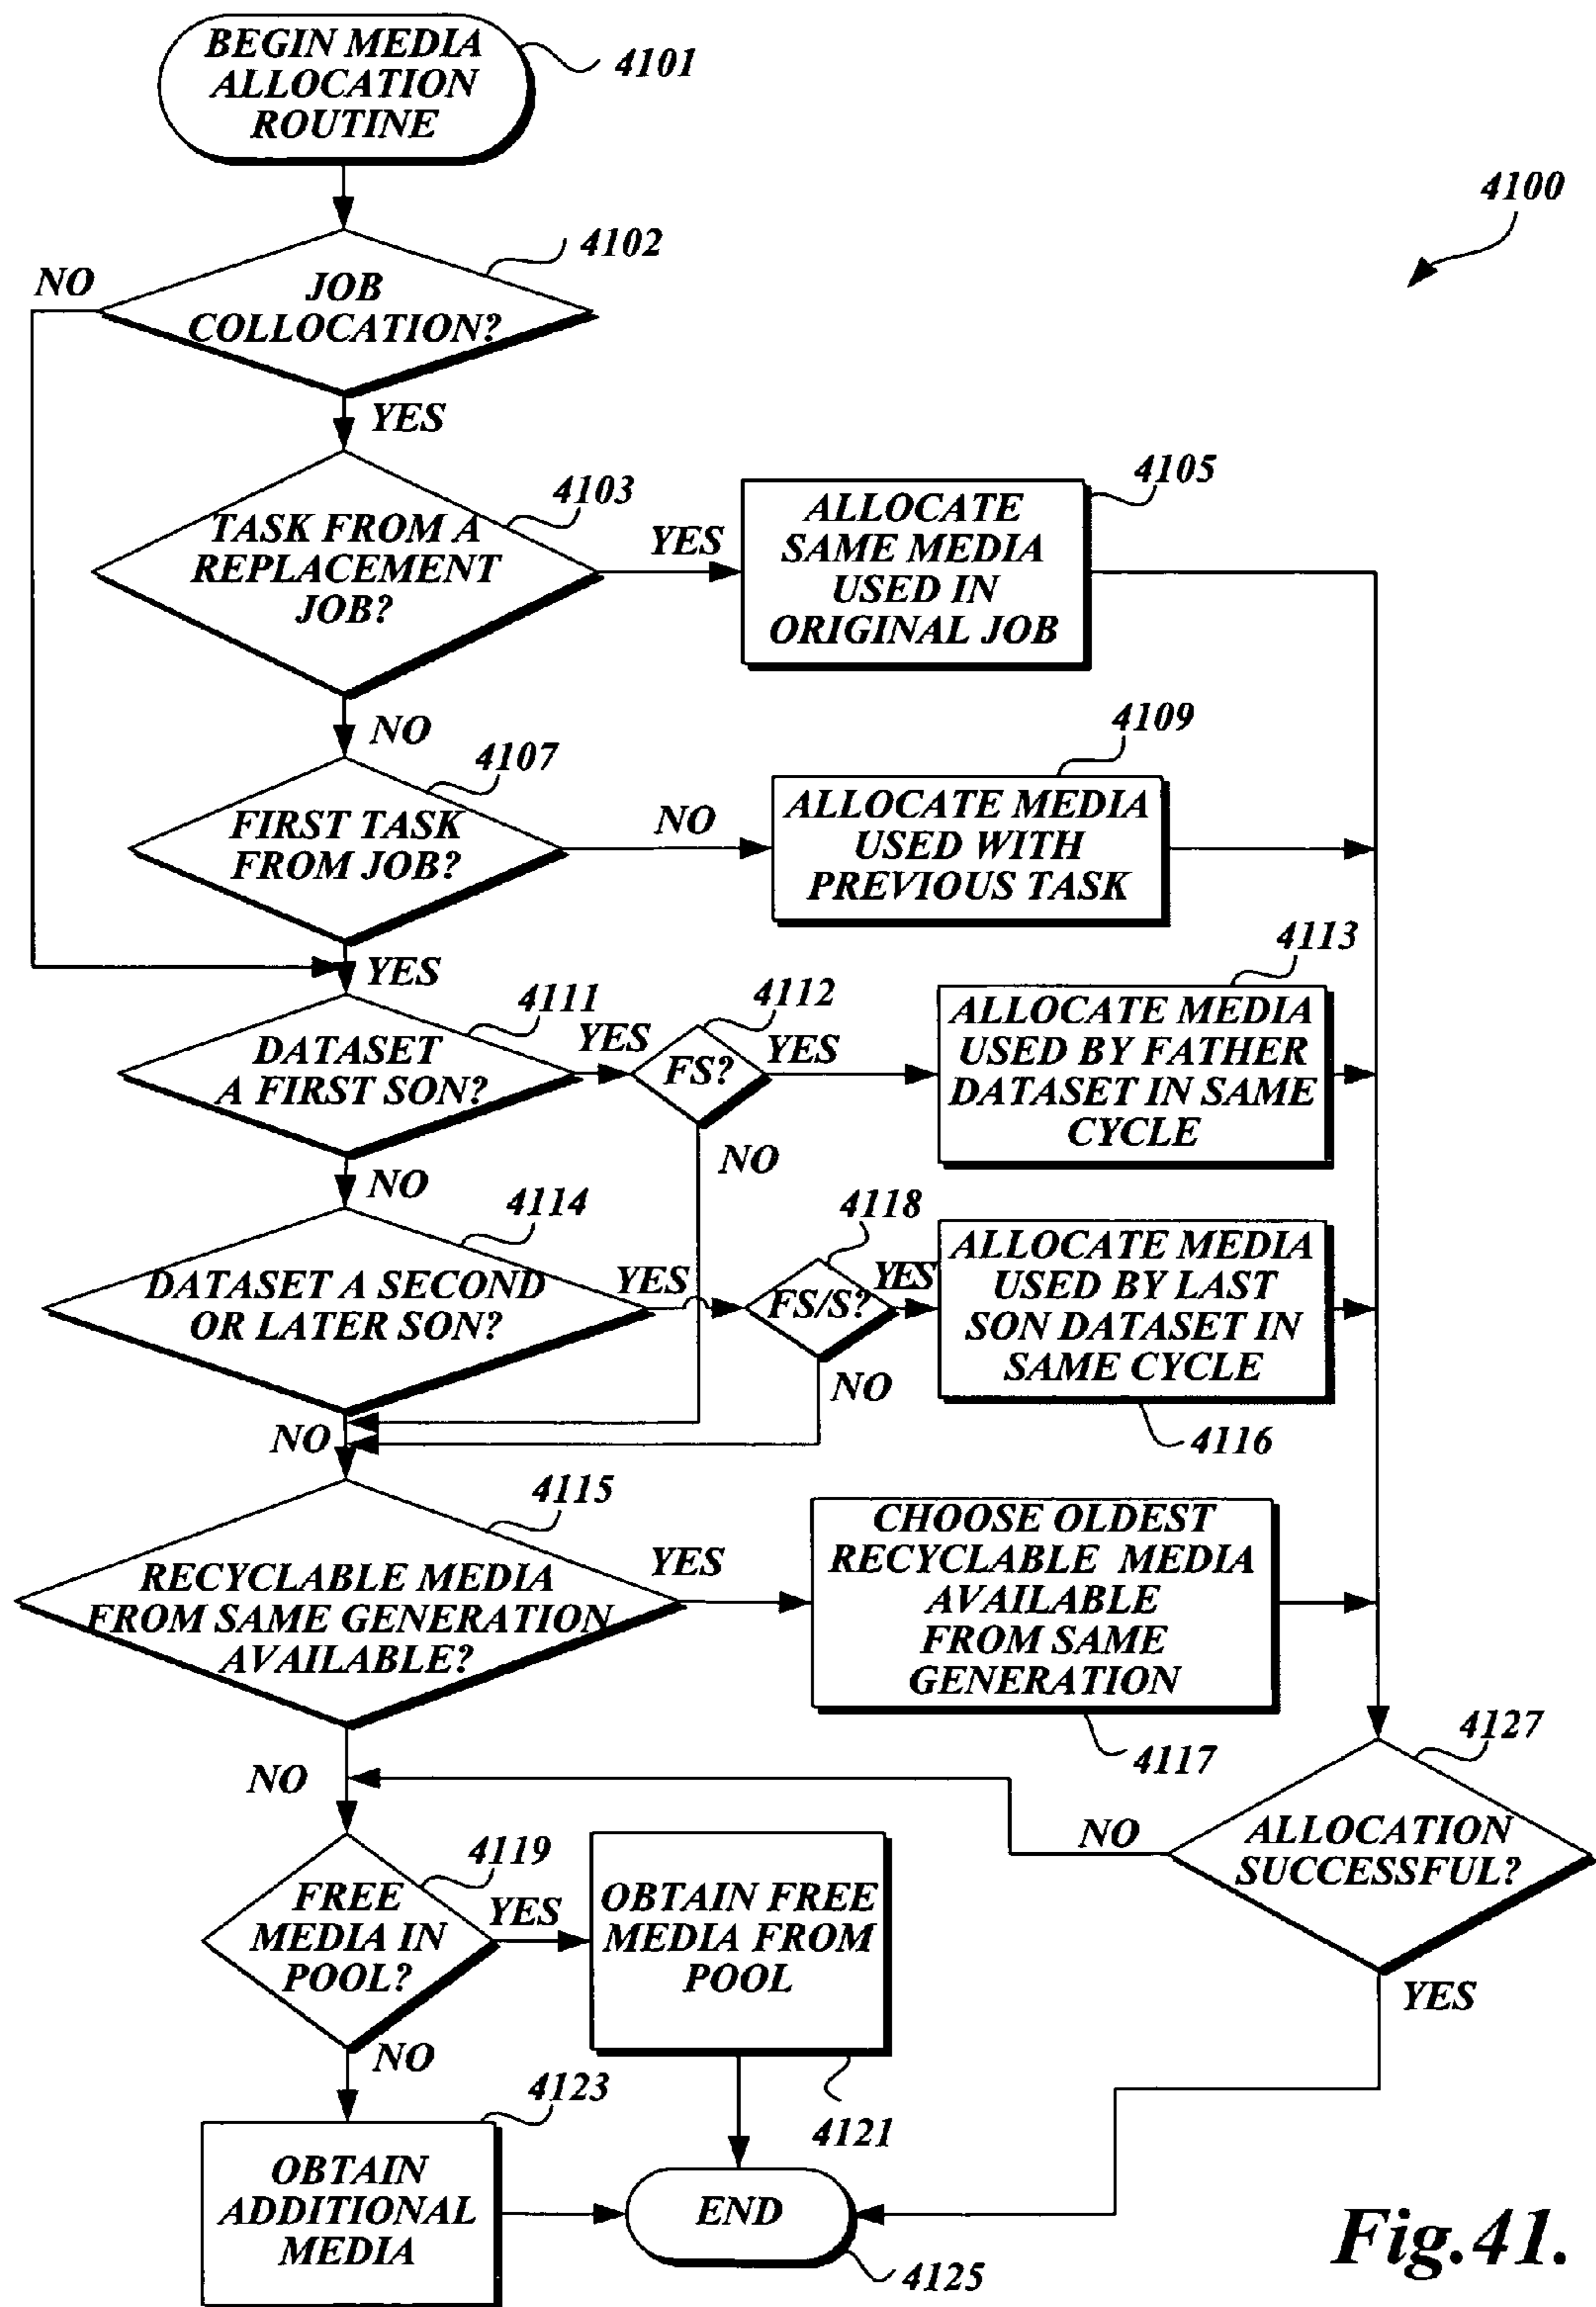 BEGIN MEDIA
ALLOCATION
ROUTINE
4101
4100
4102
NO
JOB
COLLOCATION?
YES
4103
TASK FROM A
REPLACEMENT
JOB?
YES
4105
ALLOCATE
SAME MEDIA
USED IN
ORIGINAL JOB
NO
4107
FIRST TASK
FROM JOB?
NO
4109
ALLOCATE MEDIA
USED WITH
PREVIOUS TASK
YES
4111
DATASET
A FIRST SON?
YES
4112
FS?
YES
4113
ALLOCATE MEDIA
USED BY FATHER
DATASET IN SAME
CYCLE
NO
NO
4114
DATASET A SECOND
OR LATER SON?
YES
4118
FS/S?
YES
ALLOCATE MEDIA
USED BY LAST
SON DATASET IN
SAME CYCLE
4116
NO
NO
4115
RECYCLABLE MEDIA
FROM SAME GENERATION
AVAILABLE?
YES
CHOOSE OLDEST
RECYCLABLE MEDIA
AVAILABLE
FROM SAME
GENERATION
4117
4127
ALLOCATION
SUCCESSFUL?
NO
YES
NO
4119
FREE
MEDIA IN
POOL?
YES
OBTAIN FREE
MEDIA FROM
POOL
4121
NO
4123
OBTAIN
ADDITIONAL
MEDIA
END
4125
Fig.41.